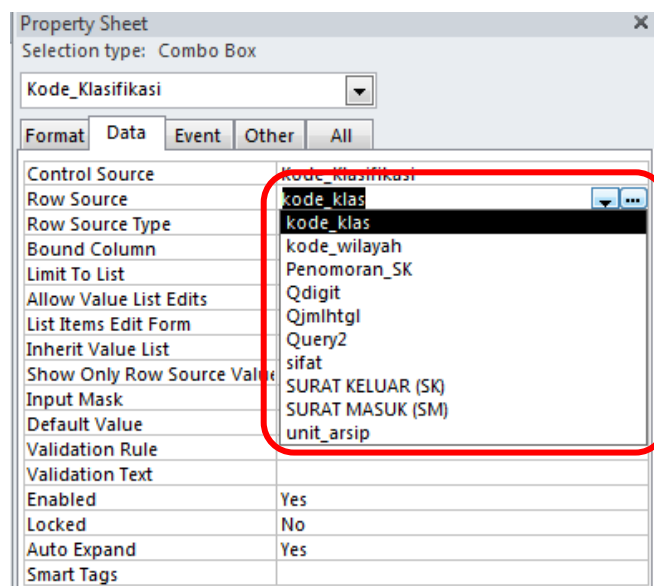 Property Sheet
Selection type: Combo Box
Kode_Klasifikasi
Format Data Event Other All
Control Source Kode_Klasifikasi
Row Source kode_klas
Row Source Type kode_klas
Bound Column kode_wilayah
Limit To List Penomoran_SK
Allow Value List Edits Qdigit
List Items Edit Form Qjmlhtgl
Inherit Value List Query2
Show Only Row Source Value sifat
Input Mask SURAT KELUAR (SK)
Default Value SURAT MASUK (SM)
Validation Rule unit_arsip
Validation Text
Enabled Yes
Locked No
Auto Expand Yes
Smart Tags